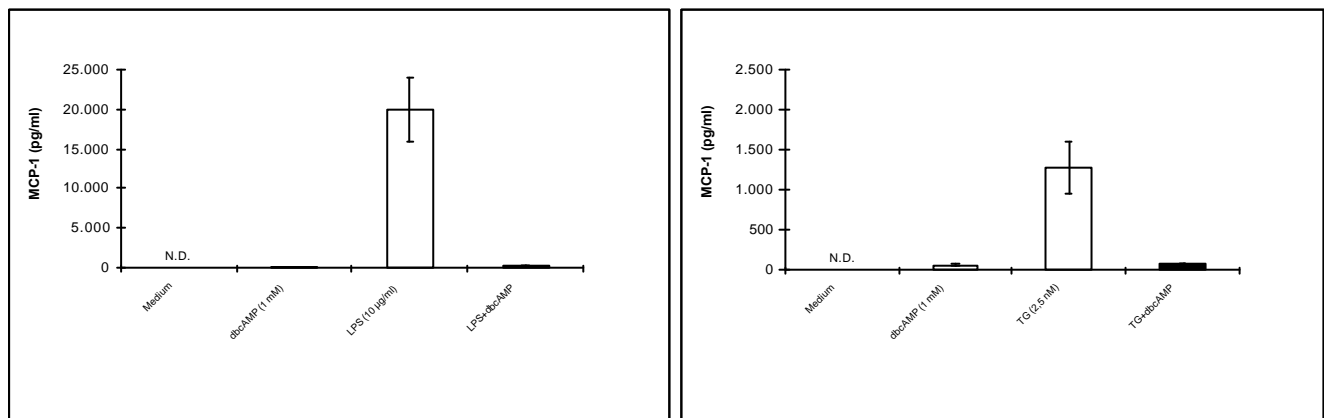 MCP-1 (pg/ml)
25.000
20.000
15.000
10.000
5.000
0
N.D.
Medium
dbcAMP (1 mM)
LPS (10 µg/ml)
LPS+dbcAMP
MCP-1 (pg/ml)
2.500
2.000
1.500
1.000
500
0
N.D.
Medium
dbcAMP (1 mM)
TG (2,5 nM)
TG+dbcAMP